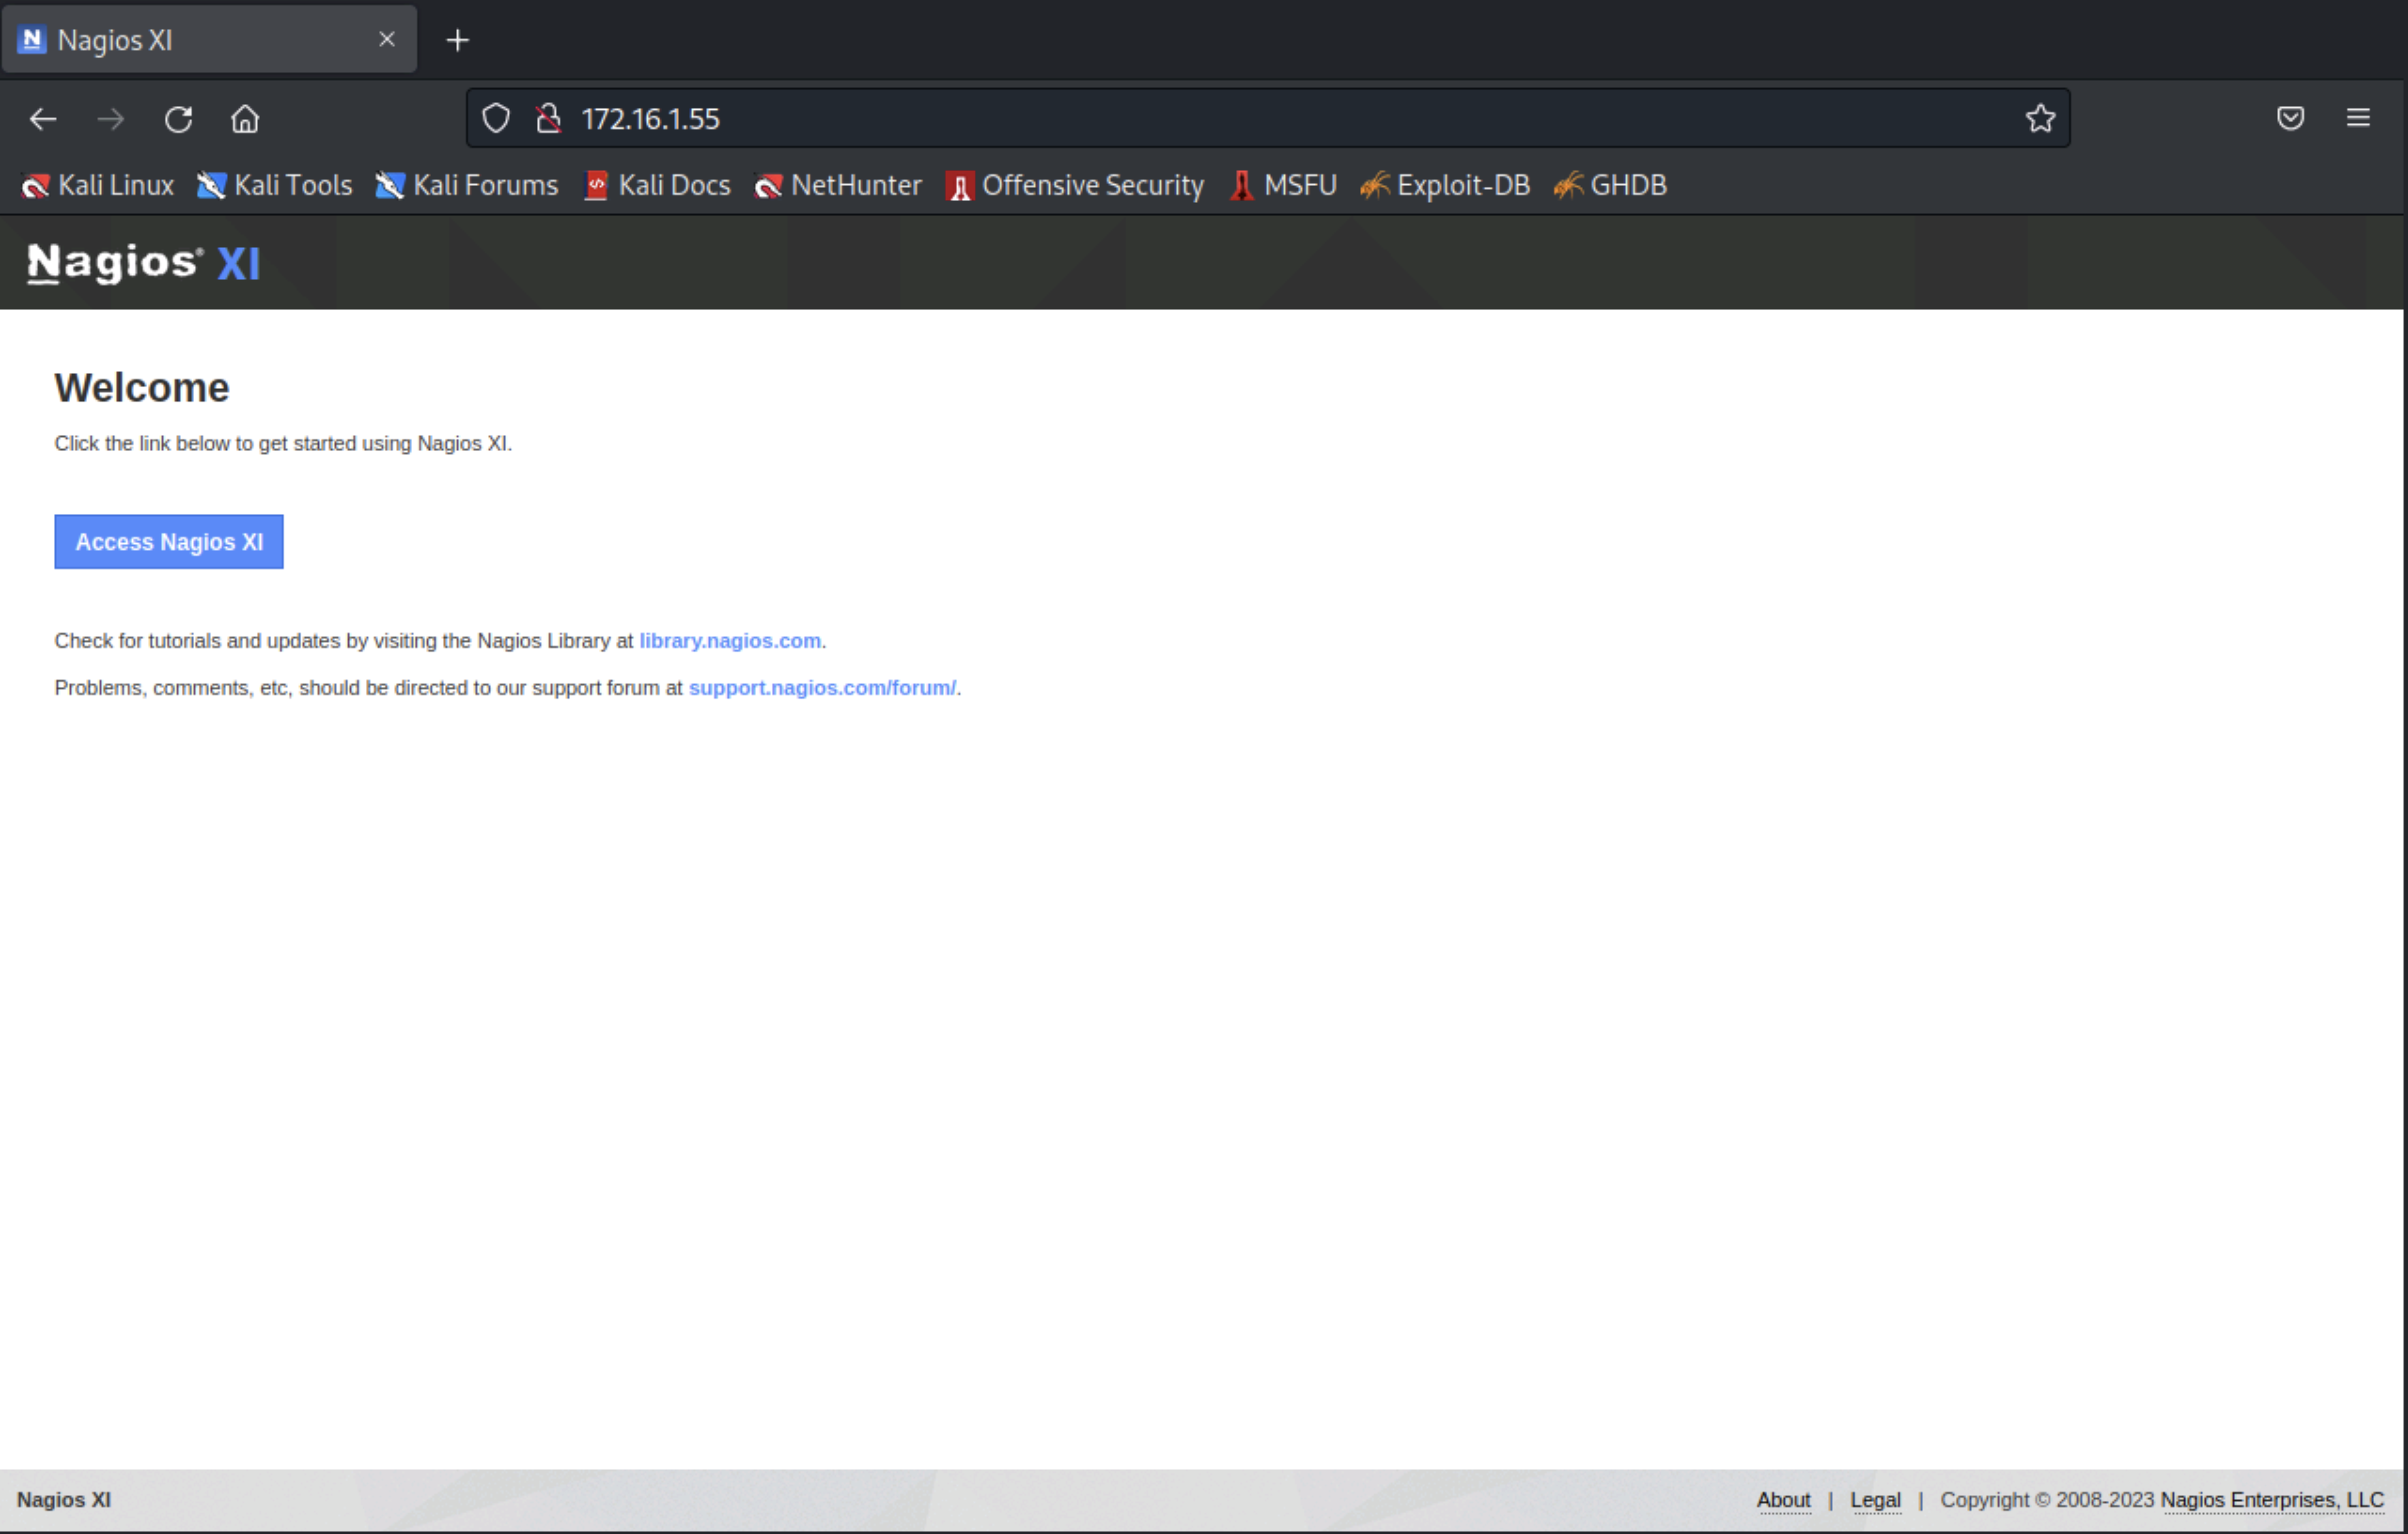 Nagios XI
172.16.1.55
Kali Linux Kali Tools Kali Forums Kali Docs NetHunter Offensive Security MSFU Exploit-DB GHDB
Nagios® XI
Welcome
Click the link below to get started using Nagios XI.
Access Nagios XI
Check for tutorials and updates by visiting the Nagios Library at library.nagios.com.
Problems, comments, etc, should be directed to our support forum at support.nagios.com/forum/.
Nagios XI About | Legal | Copyright © 2008-2023 Nagios Enterprises, LLC